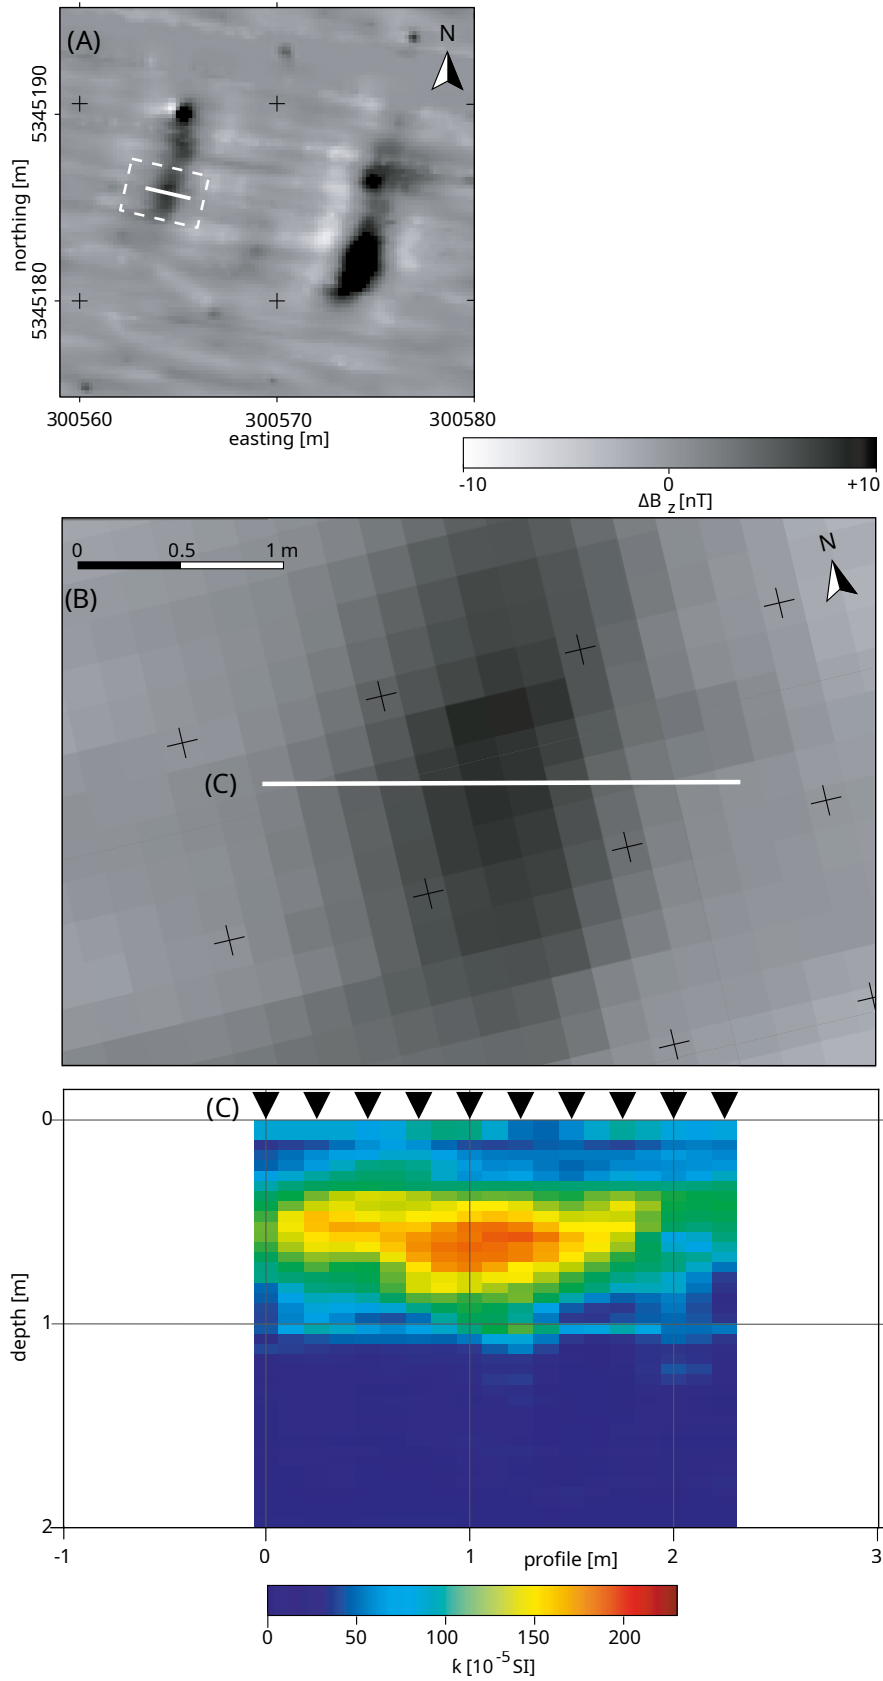 (A)
N
5345190
northing [m]
5345180
300560 300570 300580
easting [m]
-10 0 +10
ΔB z [nT]
0 0.5 1 m
N
(B)
(C)
(C)
0
depth [m]
1
2
-1 0 1 2 3
profile [m]
0 50 100 150 200
ƙ [10⁻⁵ SI]